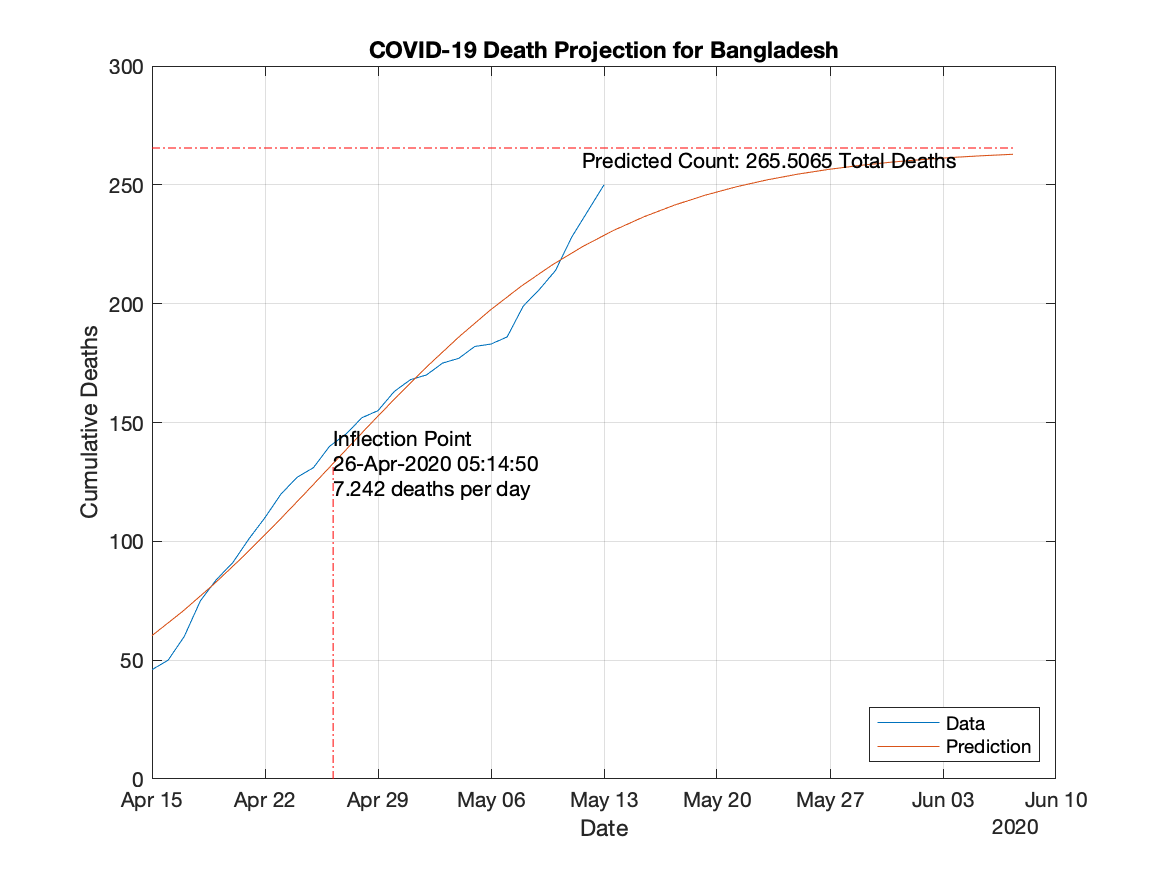 COVID-19 Death Projection for Bangladesh
300
250
200
150
100
50
0
Cumulative Deaths
Predicted Count: 265.5065 Total Deaths
Inflection Point
26-Apr-2020 05:14:50
7.242 deaths per day
Data
Prediction
Apr 15 Apr 22 Apr 29 May 06 May 13 May 20 May 27 Jun 03 Jun 10
Date
2020